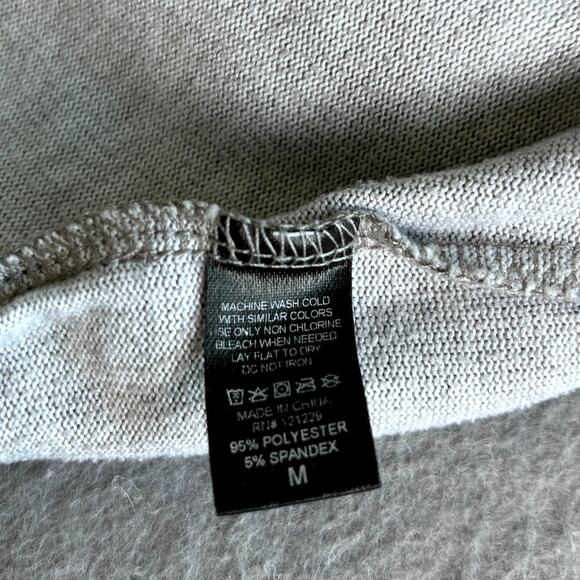 MACHINE WASH COLD
WITH SIMILAR COLORS
USE ONLY NON CHLORINE
BLEACH WHEN NEEDED
LAY FLAT TO DRY
DO NOT IRON
MADE IN CHINA
RN# 121229
95% POLYESTER
5% SPANDEX
M